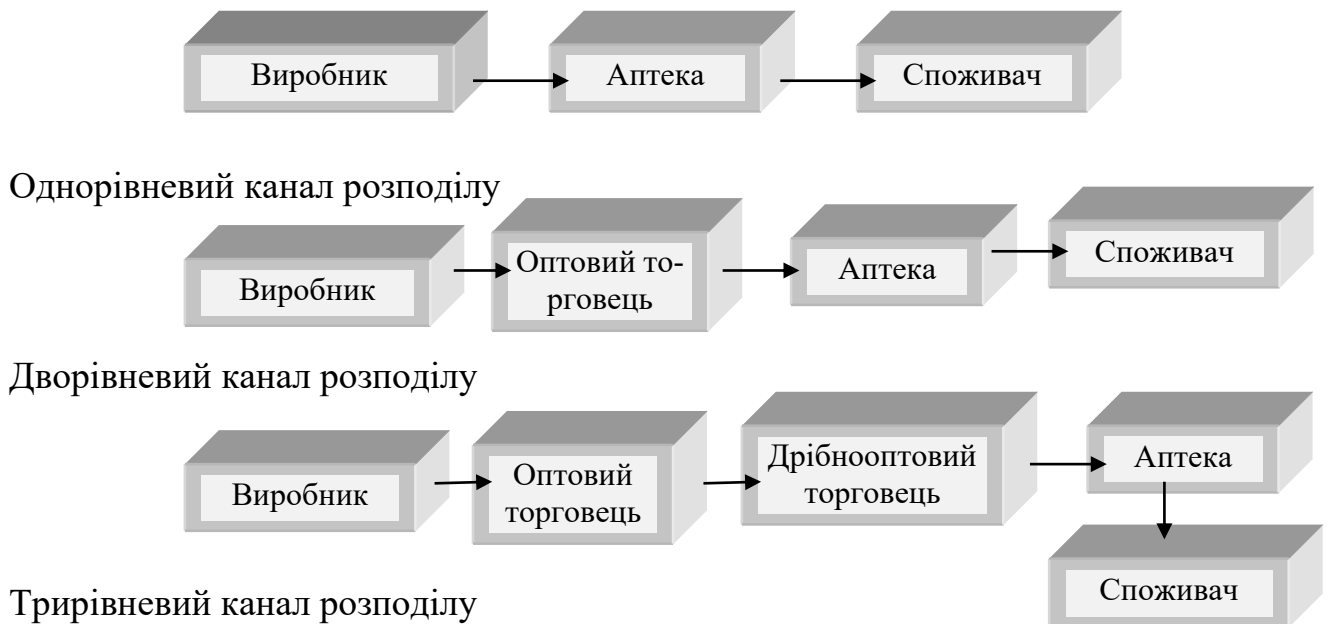 Виробник
Аптека
Споживач
Однорівневий канал розподілу
Виробник
Оптовий то-
рговець
Аптека
Споживач
Дворівневий канал розподілу
Виробник
Оптовий
торговець
Дрібнооптовий
торговець
Аптека
Споживач
Трирівневий канал розподілу